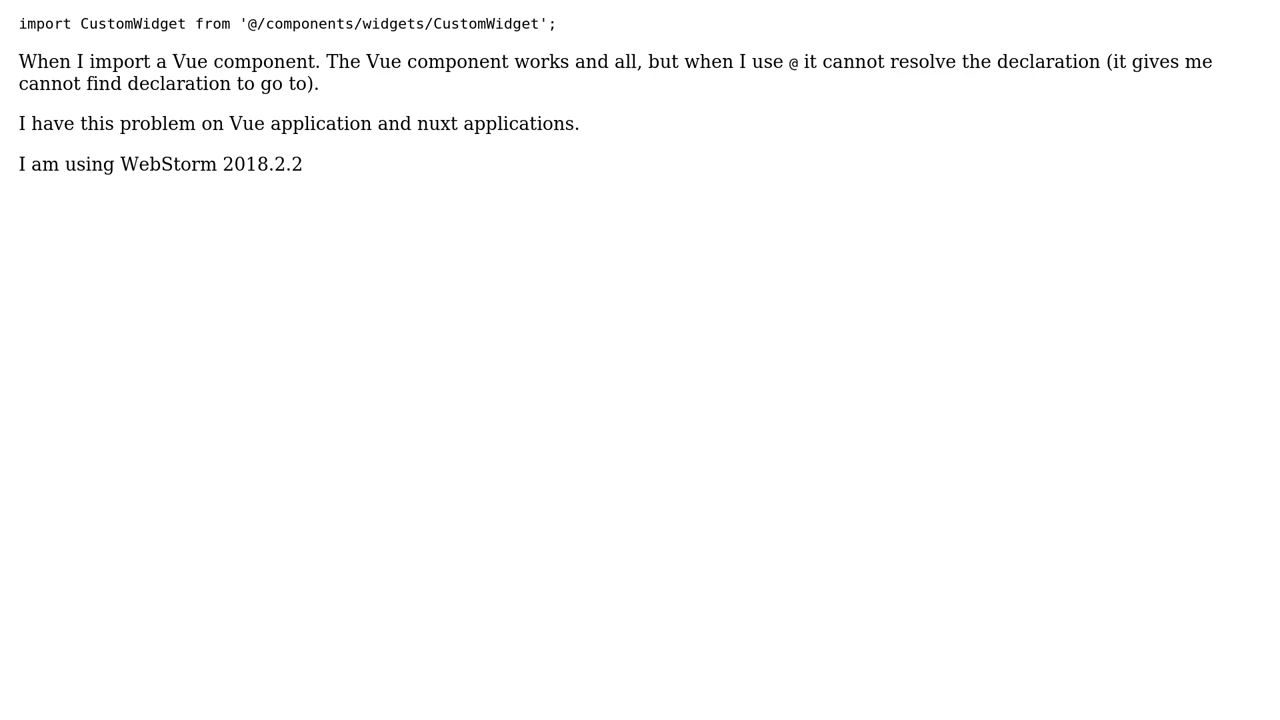 import CustomWidget from '@/components/widgets/CustomWidget';
When I import a Vue component. The Vue component works and all, but when I use @ it cannot resolve the declaration (it gives me
cannot find declaration to go to).
I have this problem on Vue application and nuxt applications.
I am using WebStorm 2018.2.2